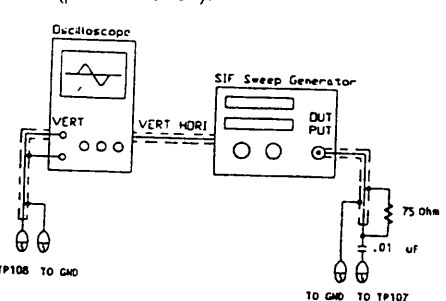 Oscilloscope
SIF Sweep Generator
VERT
VERT HORI
OUT
PUT
75 Ohm
.01 uF
TP108 TO GND
TO GND TO TP107